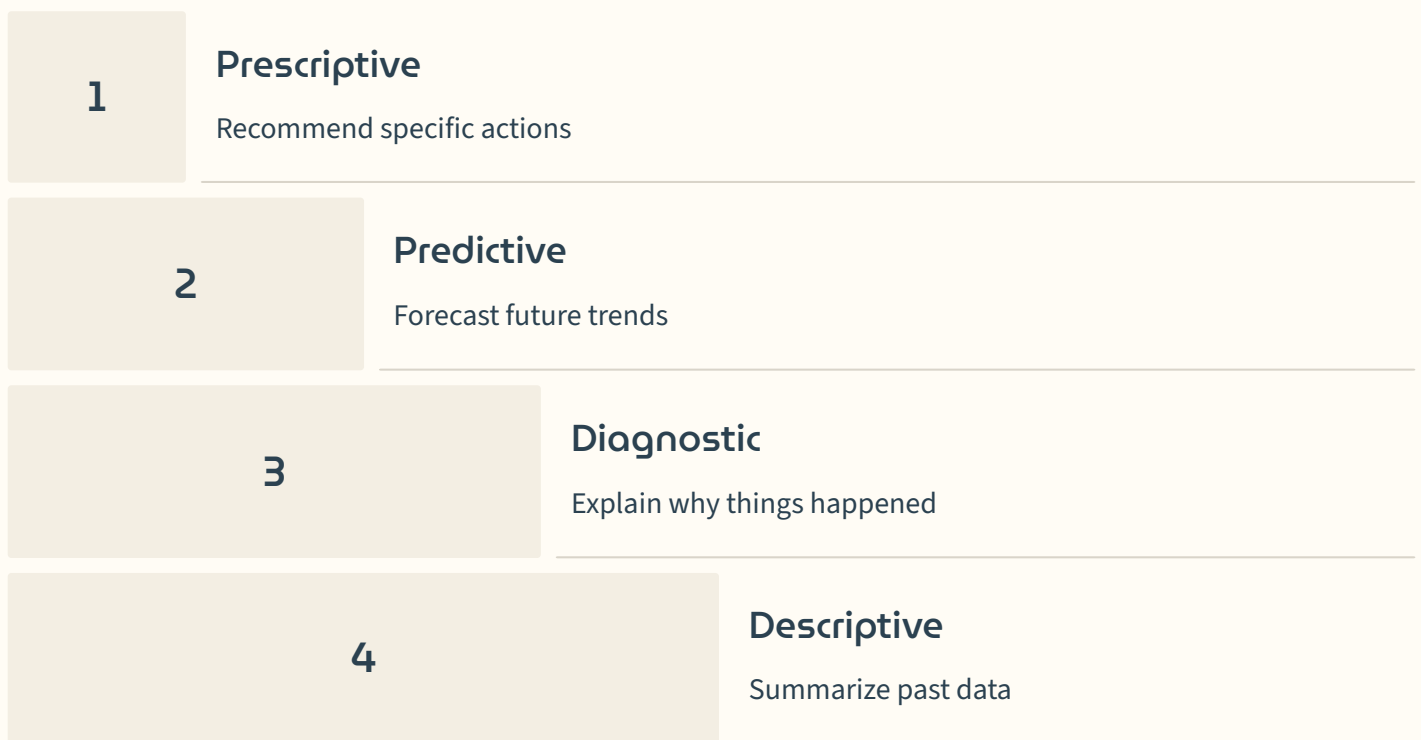 1
Prescriptive
Recommend specific actions
2
Predictive
Forecast future trends
3
Diagnostic
Explain why things happened
4
Descriptive
Summarize past data